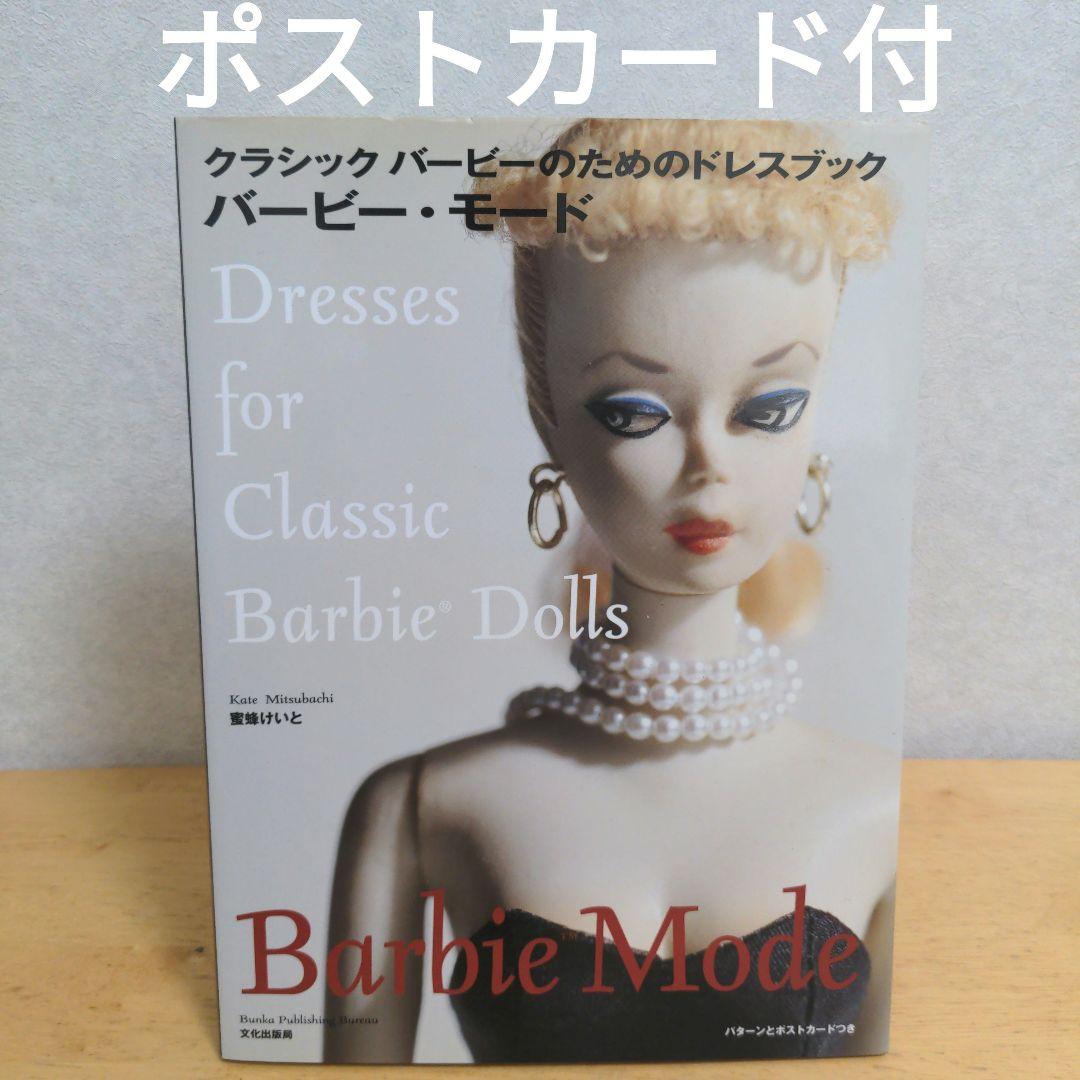 ポストカード付
クラシック バービーのためのドレスブック
バービー・モード
Dresses
for
Classic
Barbie® Dolls
Kate Mitsubachi
蜜蜂けいと
Barbie™ Mode
Bunka Publishing Bureau
文化出版局
パターンとポストカードつき